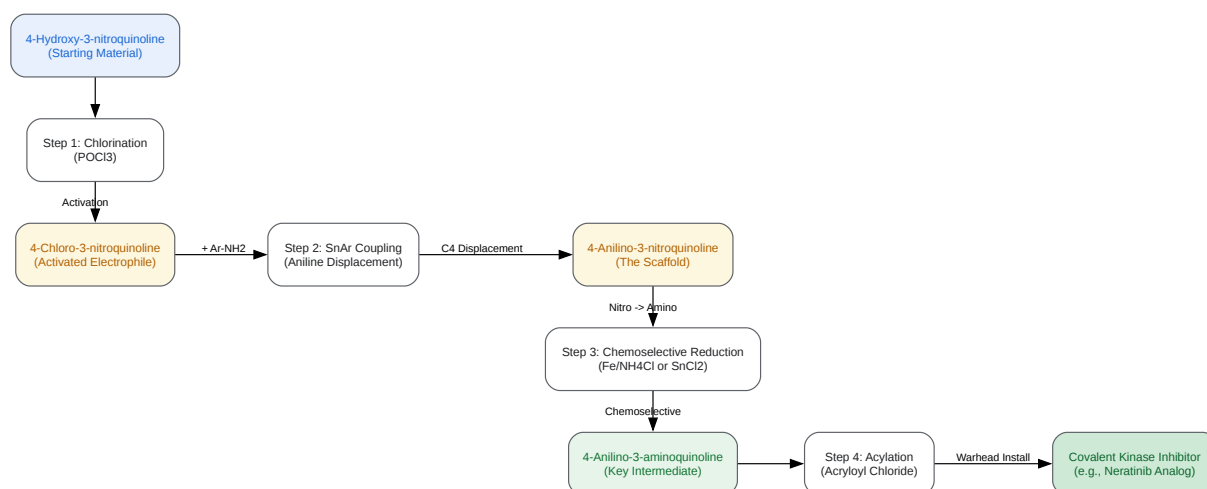 4-Hydroxy-3-nitroquinoline
(Starting Material)
Step 1: Chlorination
(POCl3)
Activation
4-Chloro-3-nitroquinoline
(Activated Electrophile)
+ Ar-NH2
Step 2: SnAr Coupling
(Aniline Displacement)
C4 Displacement
4-Anilino-3-nitroquinoline
(The Scaffold)
Nitro -> Amino
Step 3: Chemoselective Reduction
(Fe/NH4Cl or SnCl2)
Chemoselective
4-Anilino-3-aminoquinoline
(Key Intermediate)
Step 4: Acylation
(Acryloyl Chloride)
Warhead Install
Covalent Kinase Inhibitor
(e.g., Neratinib Analog)